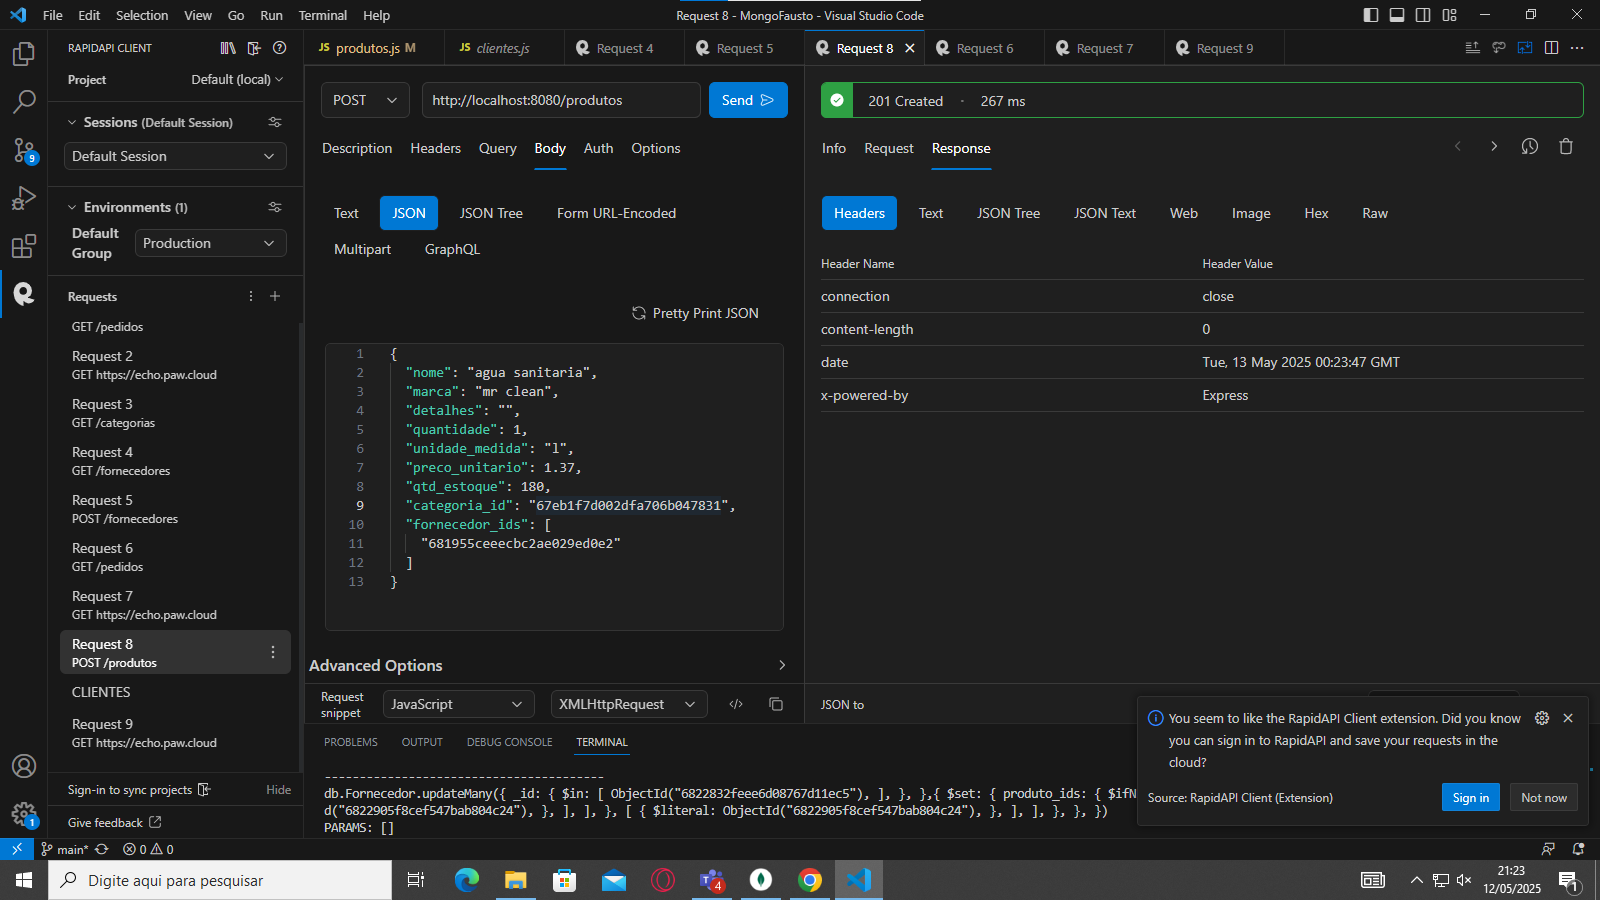 File Edit Selection View Go Run Terminal Help
Request 8 - MongoFausto - Visual Studio Code
RAPIDAPI CLIENT
Project Default (local)
Sessions (Default Session)
Default Session
Environments (1)
Default Group
Production
Requests
GET /pedidos
Request 2
GET https://echo.paw.cloud
Request 3
GET /categorias
Request 4
GET /fornecedores
Request 5
POST /fornecedores
Request 6
GET /pedidos
Request 7
GET https://echo.paw.cloud
Request 8
POST /produtos
CLIENTES
Request 9
GET https://echo.paw.cloud
Sign-in to sync projects Hide
Give feedback
9
1
JS produtos.js M
JS clientes.js
Request 4
Request 5
Request 8
Request 6
Request 7
Request 9
POST http://localhost:8080/produtos Send
Description Headers Query Body Auth Options
Text JSON JSON Tree Form URL-Encoded
Multipart GraphQL
Pretty Print JSON
1 {
2 "nome": "agua sanitaria",
3 "marca": "mr clean",
4 "detalhes": "",
5 "quantidade": 1,
6 "unidade_medida": "l",
7 "preco_unitario": 1.37,
8 "qtd_estoque": 180,
9 "categoria_id": "67eb1f7d002dfa706b047831",
10 "fornecedor_ids": [
11 "681955ceeecbc2ae029ed0e2"
12 ]
13 }
Advanced Options
Request snippet
JavaScript
XMLHttpRequest
201 Created · 267 ms
Info Request Response
Headers Text JSON Tree JSON Text Web Image Hex Raw
Header Name Header Value
connection close
content-length 0
date Tue, 13 May 2025 00:23:47 GMT
x-powered-by Express
JSON to
PROBLEMS OUTPUT DEBUG CONSOLE TERMINAL
----------------------------------------
db.Fornecedor.updateMany({ _id: { $in: [ ObjectId("6822832feee6d08767d11ec5"), ], }, },{ $set: { produto_ids: { $ifN
d("6822905f8cef547bab804c24"), }, ], ], }, [ { $literal: ObjectId("6822905f8cef547bab804c24"), }, ], ], }, }, })
PARAMS: []
You seem to like the RapidAPI Client extension. Did you know
you can sign in to RapidAPI and save your requests in the
cloud?
Source: RapidAPI Client (Extension)
Sign in Not now
main* 0 0
Digite aqui para pesquisar
4
21:23
12/05/2025
1